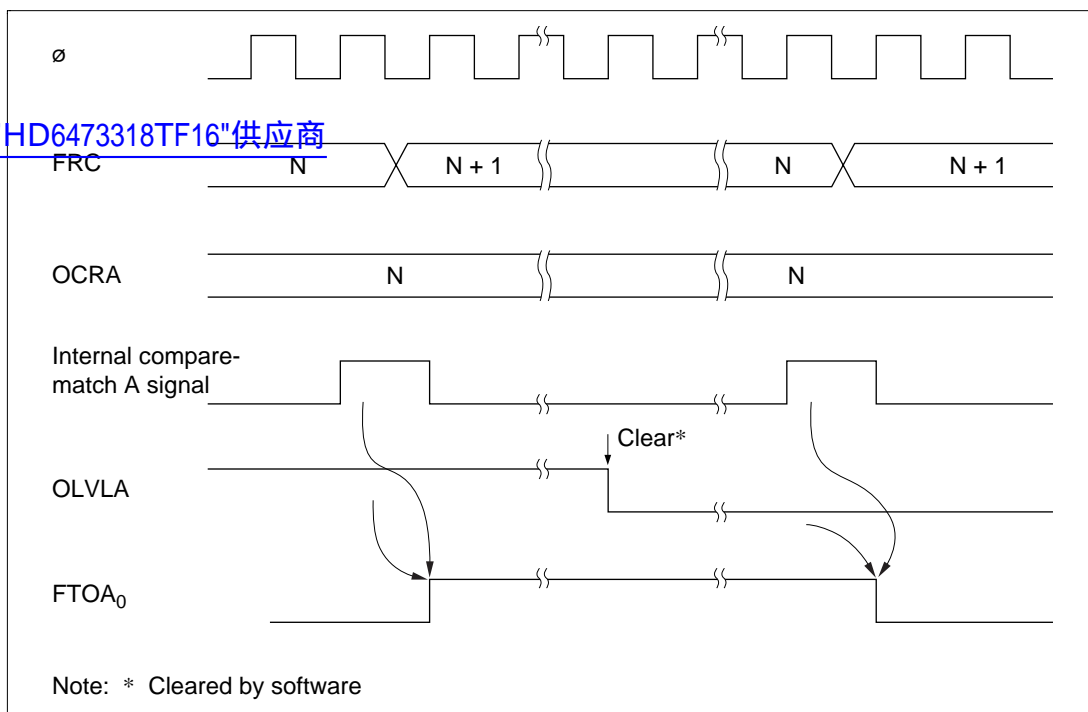 ø
HD6473318TF16"供应商
FRC N N + 1 N N + 1
OCRA N N
Internal compare-
match A signal
Clear*
OLVLA
FTOA0
Note: * Cleared by software